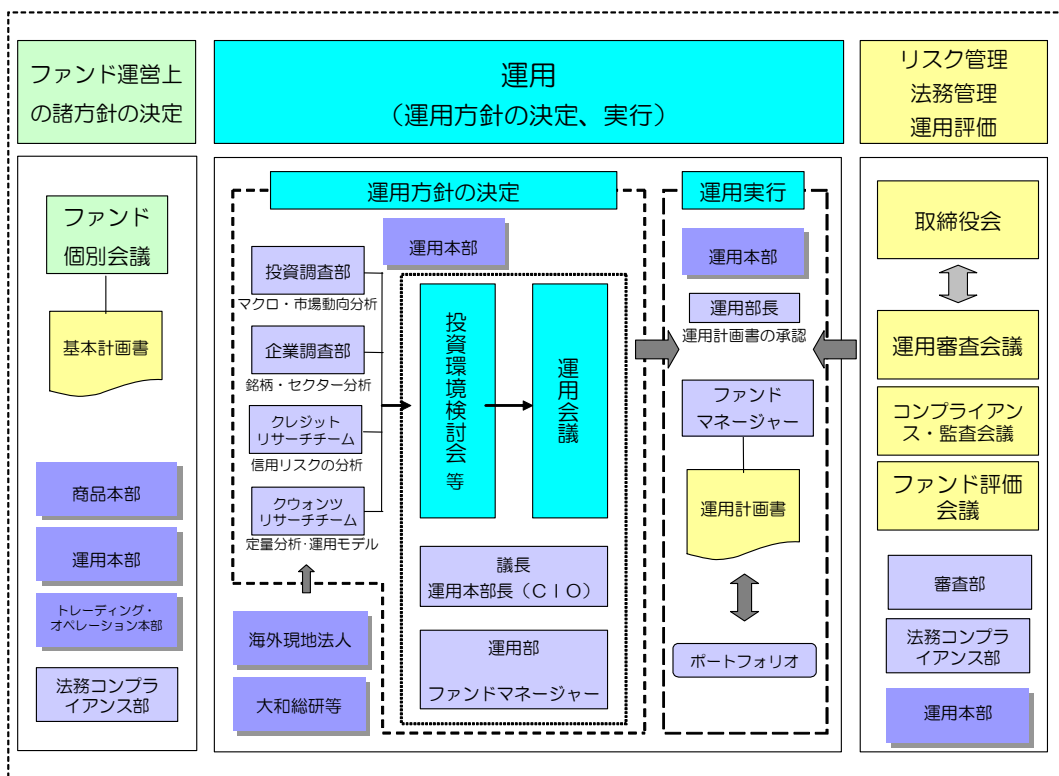 ファンド運営上
の諸方針の決定
運用
（運用方針の決定、実行）
リスク管理
法務管理
運用評価
ファンド
個別会議
基本計画書
商品本部
運用本部
トレーディング・
オペレーション本部
法務コンプラ
イアンス部
運用方針の決定
運用本部
投資調査部
マクロ・市場動向分析
企業調査部
銘柄・セクター分析
クレジット
リサーチチーム
信用リスクの分析
クウォンツ
リサーチチーム
定量分析・運用モデル
海外現地法人
大和総研等
投資環境検討会 等
運用会議
議長
運用本部長（ＣＩＯ）
運用部
ファンドマネージャー
運用実行
運用本部
運用部長
運用計画書の承認
ファンド
マネージャー
運用計画書
ポートフォリオ
取締役会
運用審査会議
コンプライアン
ス・監査会議
ファンド評価
会議
審査部
法務コンプラ
イアンス部
運用本部